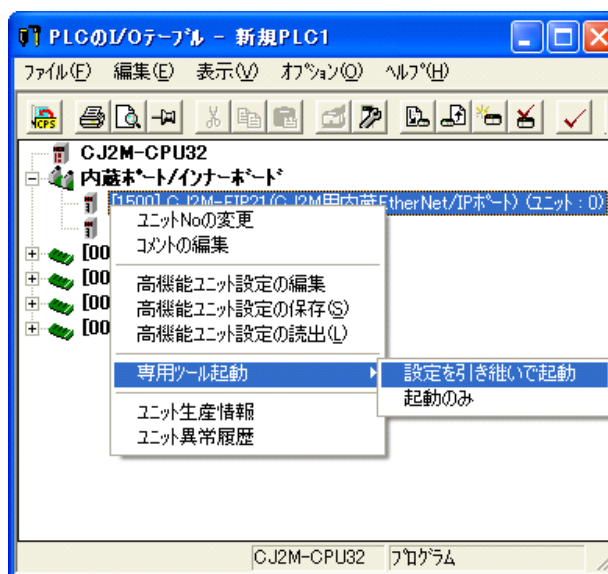 PLCのI/Oテーブル - 新規PLC1
ファイル(F) 編集(E) 表示(V) オプション(O) ヘルプ(H)
CPS
CJ2M-CPU32
内蔵ポート/インナーボード
[1500] CJ2M-EIP21(CJ2M用内蔵EtherNet/IPポート) (ユニット : 0)
[00
[00
[00
[00
ユニットNoの変更
コメントの編集
高機能ユニット設定の編集
高機能ユニット設定の保存(S)
高機能ユニット設定の読出(L)
専用ツール起動
設定を引き継いで起動
起動のみ
ユニット生産情報
ユニット異常履歴
CJ2M-CPU32 プログラム